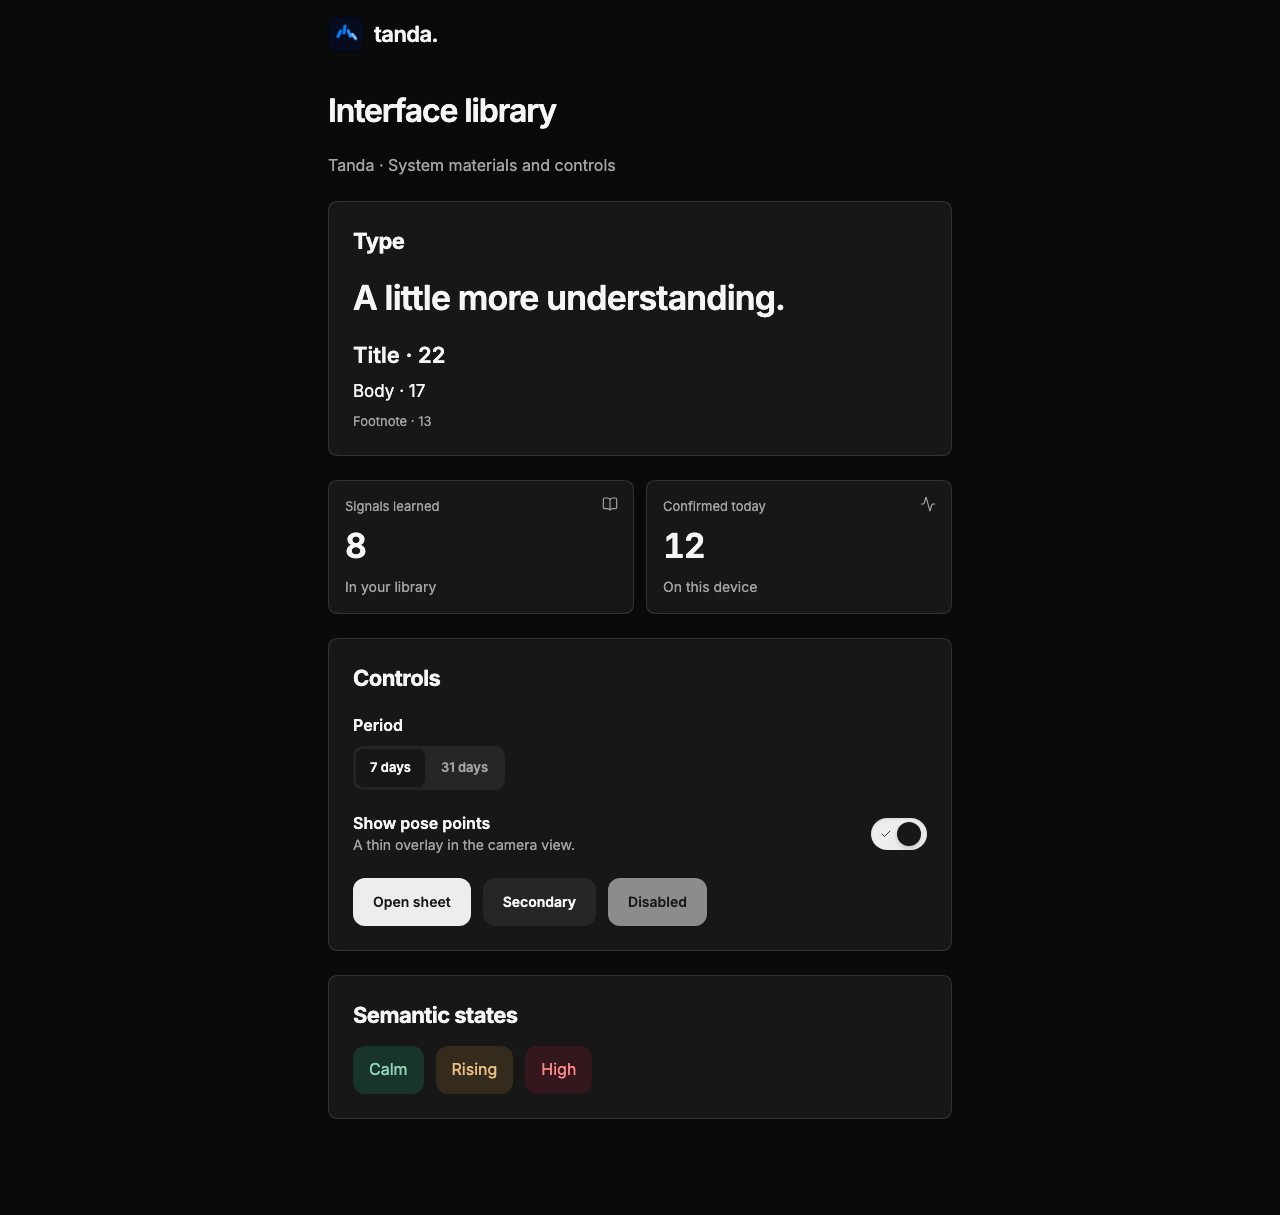 tanda.
Interface library
Tanda · System materials and controls
Type
A little more understanding.
Title · 22
Body · 17
Footnote · 13
Signals learned
8
In your library
Confirmed today
12
On this device
Controls
Period
7 days 31 days
Show pose points
A thin overlay in the camera view.
Open sheet Secondary Disabled
Semantic states
Calm Rising High